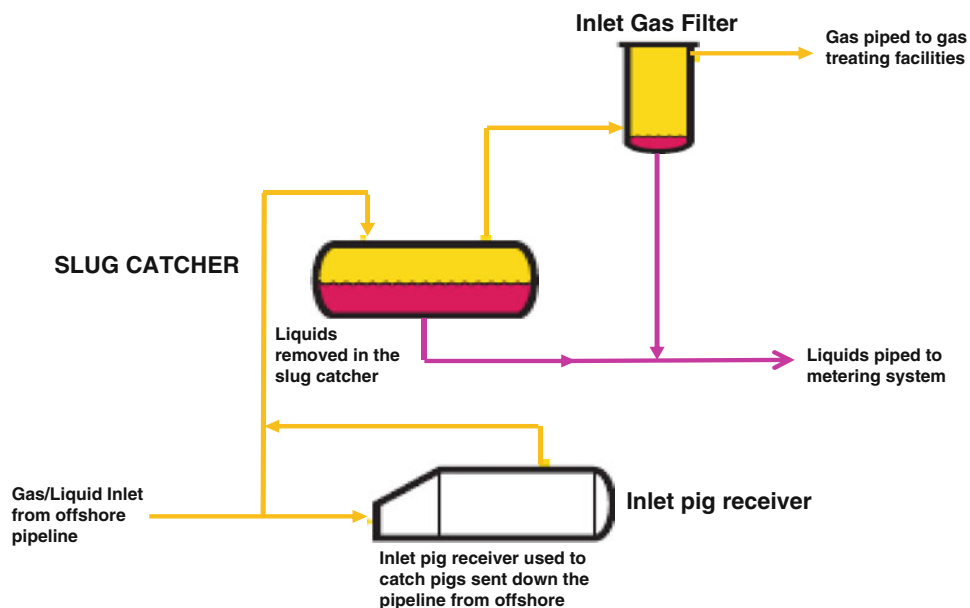 Inlet Gas Filter
Gas piped to gas
treating facilities
SLUG CATCHER
Liquids
removed in the
slug catcher
Liquids piped to
metering system
Gas/Liquid Inlet
from offshore
pipeline
Inlet pig receiver
Inlet pig receiver used to
catch pigs sent down the
pipeline from offshore